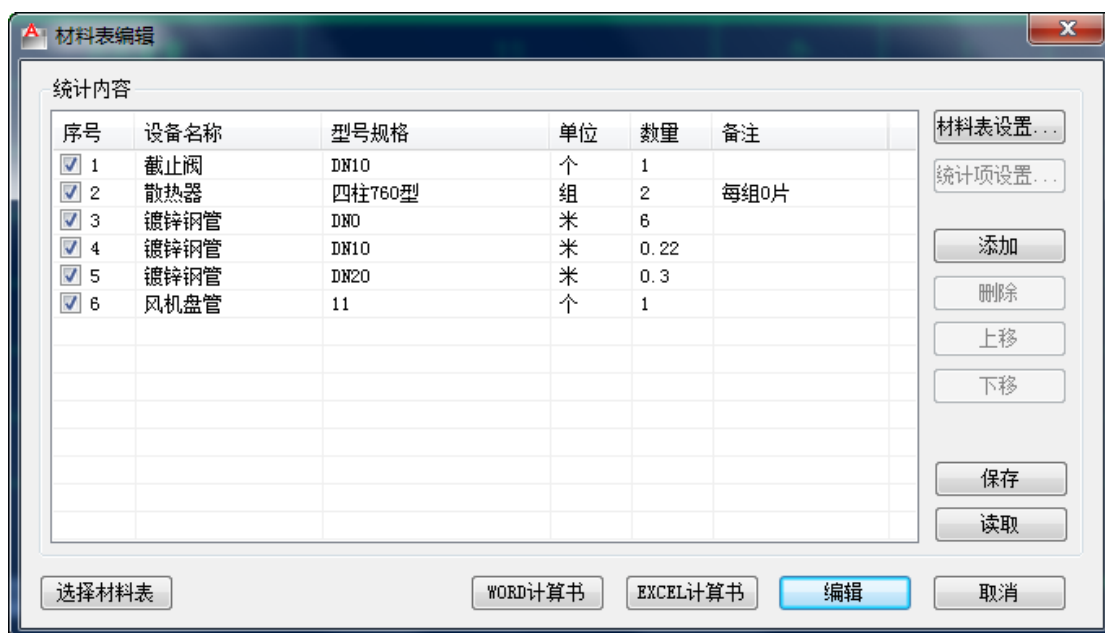 材料表编辑
统计内容
序号 设备名称 型号规格 单位 数量 备注
1 截止阀 DN10 个 1
2 散热器 四柱760型 组 2 每组0片
3 镀锌钢管 DN0 米 6
4 镀锌钢管 DN10 米 0.22
5 镀锌钢管 DN20 米 0.3
6 风机盘管 11 个 1
材料表设置...
统计项设置...
添加
删除
上移
下移
保存
读取
选择材料表 WORD计算书 EXCEL计算书 编辑 取消